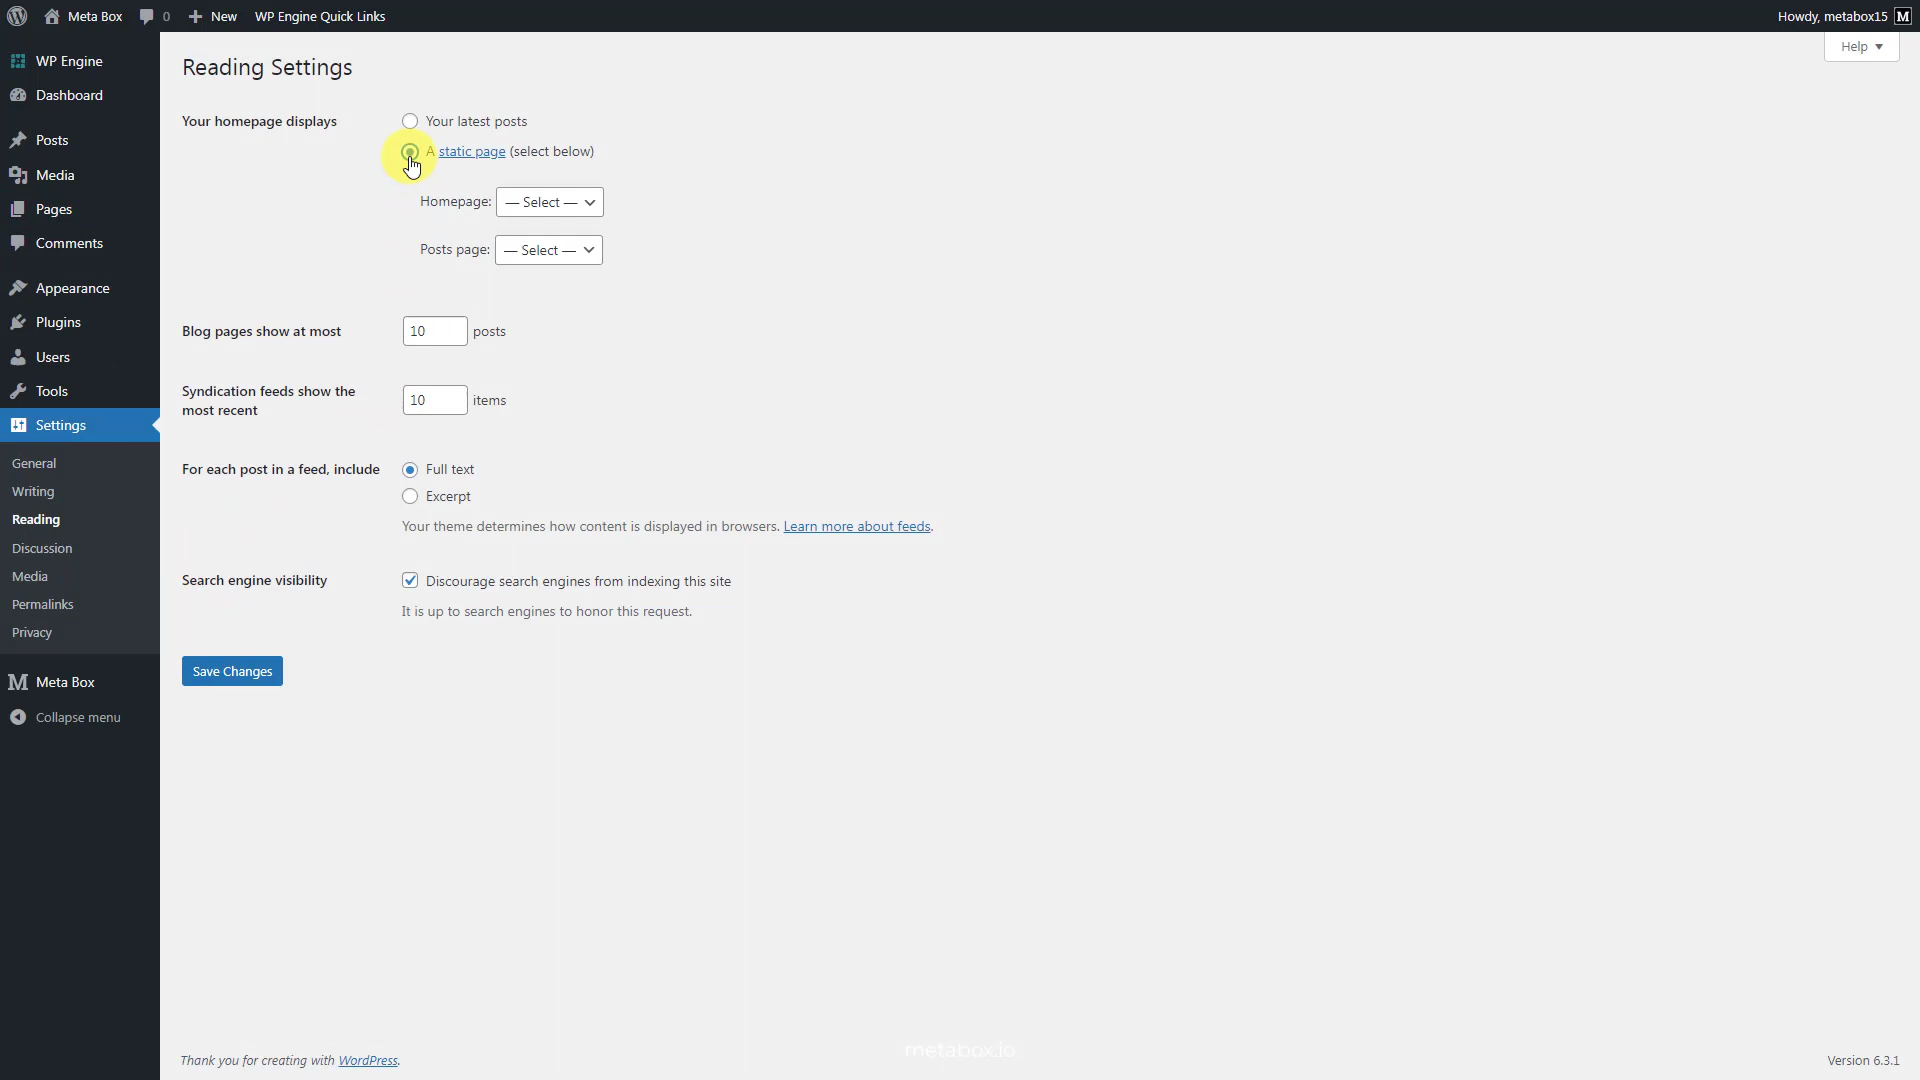 Meta Box
0
New
WP Engine Quick Links
Howdy, metabox15
M
Help
WP Engine
Dashboard
Posts
Media
Pages
Comments
Appearance
Plugins
Users
Tools
Settings
General
Writing
Reading
Discussion
Media
Permalinks
Privacy
M Meta Box
Collapse menu
Reading Settings
Your homepage displays
Your latest posts
A static page (select below)
Homepage: — Select —
Posts page: — Select —
Blog pages show at most
10 posts
Syndication feeds show the
most recent
10 items
For each post in a feed, include
Full text
Excerpt
Your theme determines how content is displayed in browsers. Learn more about feeds.
Search engine visibility
Discourage search engines from indexing this site
It is up to search engines to honor this request.
Save Changes
metabox.io
Thank you for creating with WordPress.
Version 6.3.1